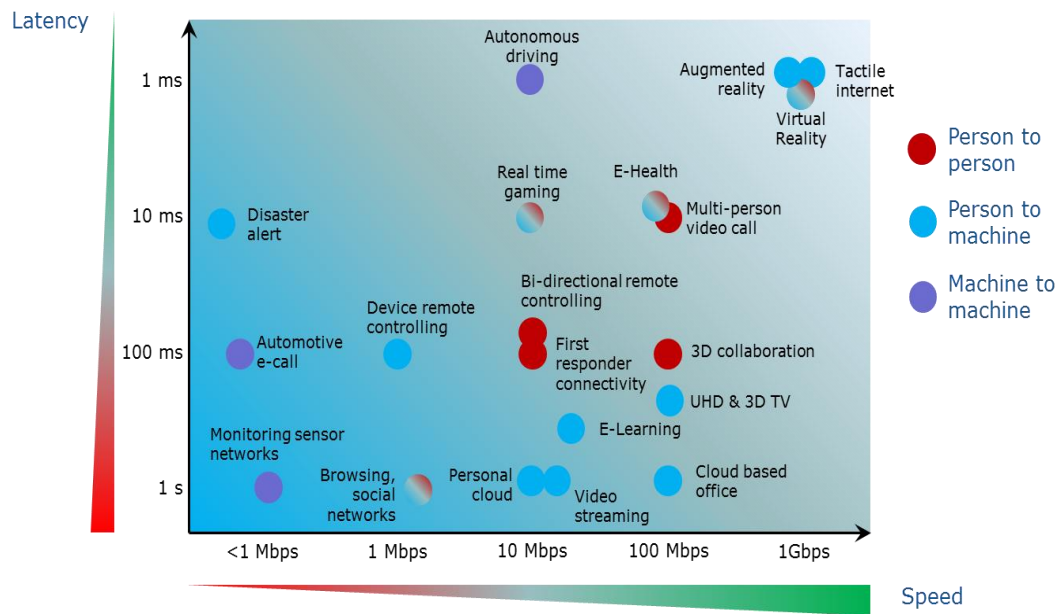 Latency
Autonomous
driving
1 ms
Augmented
reality
Tactile
internet
Virtual
Reality
Person to
person
Real time
gaming
E-Health
10 ms
Disaster
alert
Multi-person
video call
Person to
machine
Bi-directional remote
controlling
Device remote
controlling
Machine to
machine
100 ms
Automotive
e-call
First
responder
connectivity
3D collaboration
UHD & 3D TV
E-Learning
Monitoring sensor
networks
1 s
Browsing,
social
networks
Personal
cloud
Video
streaming
Cloud based
office
<1 Mbps
1 Mbps
10 Mbps
100 Mbps
1Gbps
Speed